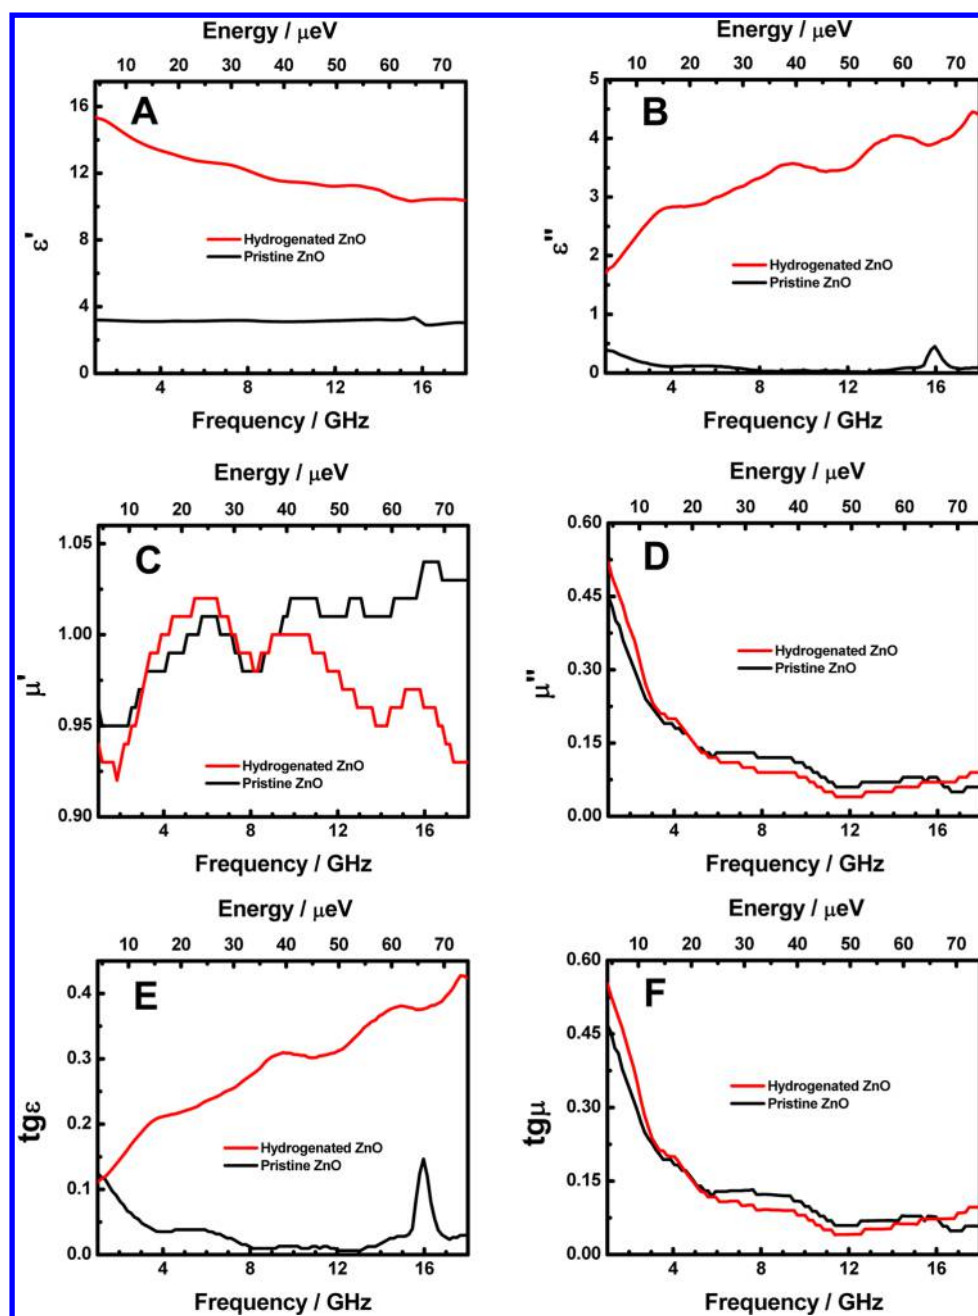 Energy / μeV
10 20 30 40 50 60 70
A
16
12
8
4
0
ε'
Hydrogenated ZnO
Pristine ZnO
4 8 12 16
Frequency / GHz
Energy / μeV
10 20 30 40 50 60 70
B
5
4
3
2
1
0
ε"
Hydrogenated ZnO
Pristine ZnO
4 8 12 16
Frequency / GHz
Energy / μeV
10 20 30 40 50 60 70
C
1.05
1.00
0.95
0.90
μ'
Hydrogenated ZnO
Pristine ZnO
4 8 12 16
Frequency / GHz
Energy / μeV
10 20 30 40 50 60 70
D
0.60
0.45
0.30
0.15
0.00
μ"
Hydrogenated ZnO
Pristine ZnO
4 8 12 16
Frequency / GHz
Energy / μeV
10 20 30 40 50 60 70
E
0.4
0.3
0.2
0.1
0.0
tgε
Hydrogenated ZnO
Pristine ZnO
4 8 12 16
Frequency / GHz
Energy / μeV
10 20 30 40 50 60 70
F
0.60
0.45
0.30
0.15
0.00
tgμ
Hydrogenated ZnO
Pristine ZnO
4 8 12 16
Frequency / GHz